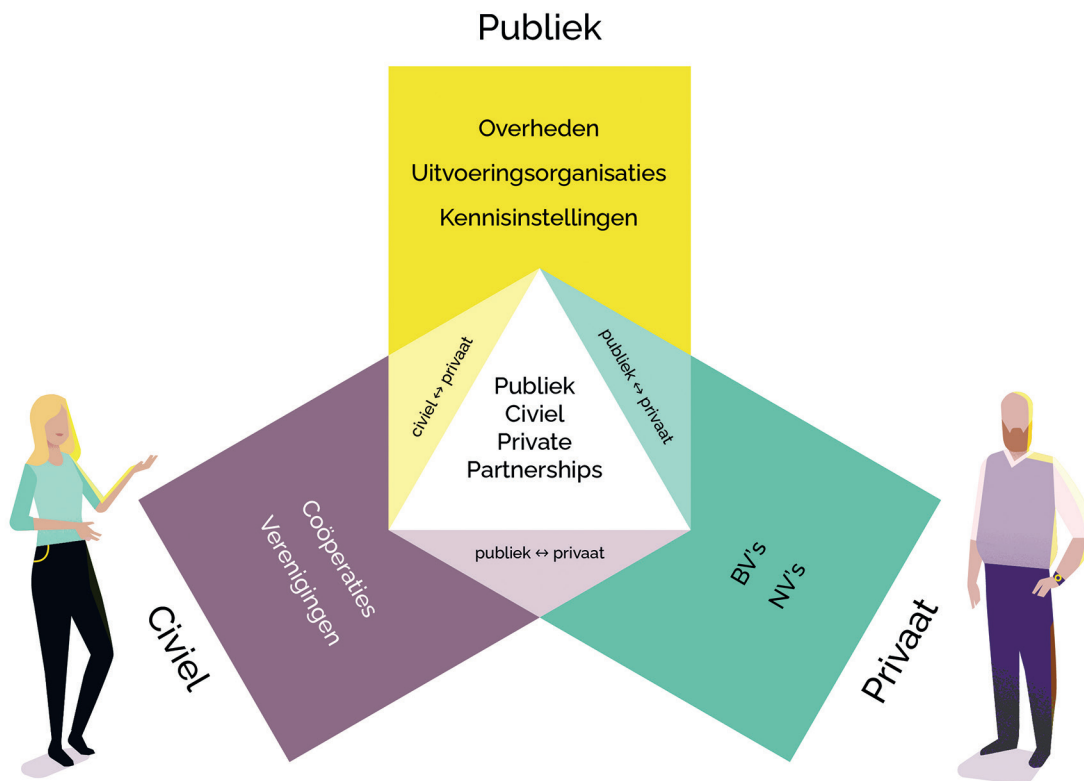 Publiek
Overheden
Uitvoeringsorganisaties
Kennisinstellingen
civiel ↔ privaat
publiek ↔ privaat
Publiek
Civiel
Private
Partnerships
publiek ↔ privaat
Coöperaties
Verenigingen
BV's
NV's
Civiel
Privaat